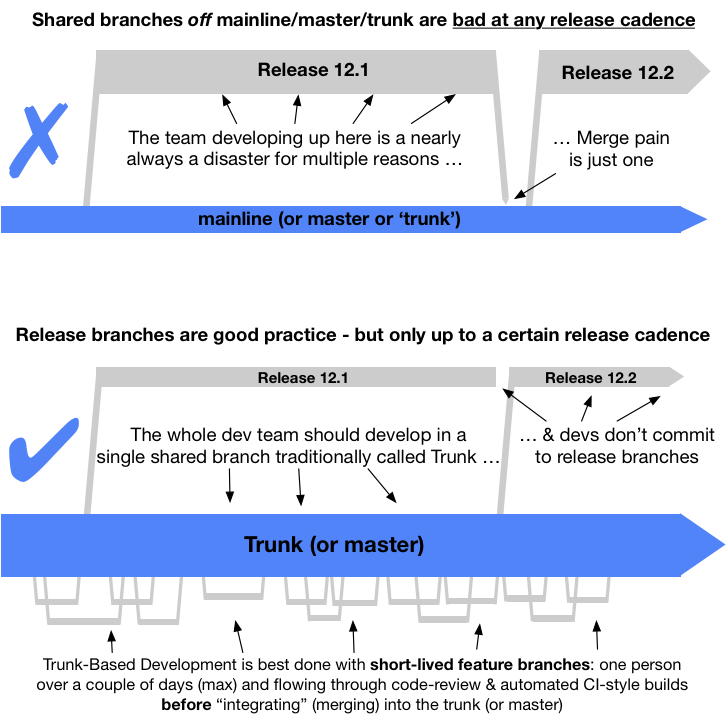 Shared branches off mainline/master/trunk are bad at any release cadence
Release 12.1
Release 12.2
The team developing up here is a nearly
always a disaster for multiple reasons …
… Merge pain
is just one
mainline (or master or ‘trunk’)
Release branches are good practice - but only up to a certain release cadence
Release 12.1
Release 12.2
The whole dev team should develop in a
single shared branch traditionally called Trunk …
… & devs don’t commit
to release branches
Trunk (or master)
Trunk-Based Development is best done with short-lived feature branches: one person
over a couple of days (max) and flowing through code-review & automated CI-style builds
before “integrating” (merging) into the trunk (or master)